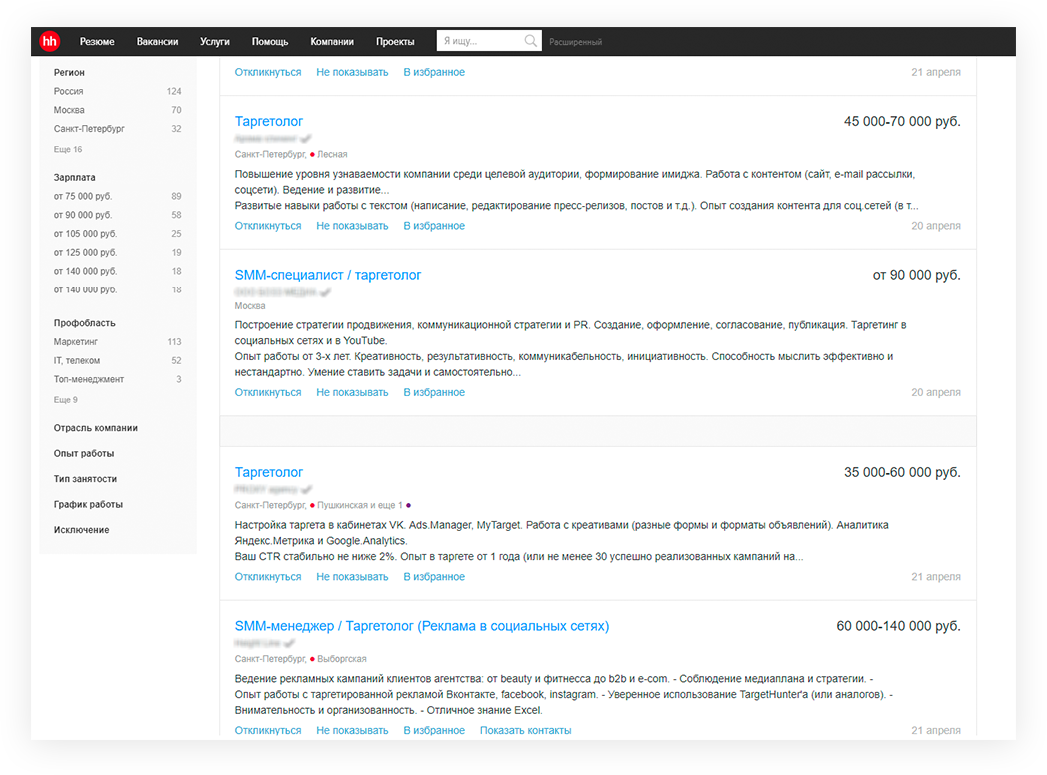 hh Резюме Вакансии Услуги Помощь Компании Проекты Я ищу... Расширенный
Регион
Россия 124
Москва 70
Санкт-Петербург 32
Еще 16
Зарплата
от 75 000 руб. 89
от 90 000 руб. 58
от 105 000 руб. 25
от 125 000 руб. 19
от 140 000 руб. 18
от 140 000 руб. 18
Профобласть
Маркетинг 113
IT, телеком 52
Топ-менеджмент 3
Еще 9
Отрасль компании
Опыт работы
Тип занятости
График работы
Исключение
Откликнуться Не показывать В избранное 21 апреля
Таргетолог 45 000-70 000 руб.
Санкт-Петербург, Лесная
Повышение уровня узнаваемости компании среди целевой аудитории, формирование имиджа. Работа с контентом (сайт, e-mail рассылки,
соцсети). Ведение и развитие...
Развитые навыки работы с текстом (написание, редактирование пресс-релизов, постов и т.д.). Опыт создания контента для соц.сетей (в т...
Откликнуться Не показывать В избранное 20 апреля
SMM-специалист / таргетолог от 90 000 руб.
Москва
Построение стратегии продвижения, коммуникационной стратегии и PR. Создание, оформление, согласование, публикация. Таргетинг в
социальных сетях и в YouTube.
Опыт работы от 3-х лет. Креативность, результативность, коммуникабельность, инициативность. Способность мыслить эффективно и
нестандартно. Умение ставить задачи и самостоятельно...
Откликнуться Не показывать В избранное 20 апреля
Таргетолог 35 000-60 000 руб.
Санкт-Петербург, Пушкинская и еще 1
Настройка таргета в кабинетах VK. Ads.Manager, MyTarget. Работа с креативами (разные формы и форматы объявлений). Аналитика
Яндекс.Метрика и Google.Analytics.
Ваш CTR стабильно не ниже 2%. Опыт в таргете от 1 года (или не менее 30 успешно реализованных кампаний на...
Откликнуться Не показывать В избранное 21 апреля
SMM-менеджер / Таргетолог (Реклама в социальных сетях) 60 000-140 000 руб.
Санкт-Петербург, Выборгская
Ведение рекламных кампаний клиентов агентства: от beauty и фитнесса до b2b и e-com. - Соблюдение медиаплана и стратегии. -
Опыт работы с таргетированной рекламой Вконтакте, facebook, instagram. - Уверенное использование TargetHunter'а (или аналогов). -
Внимательность и организованность. - Отличное знание Excel.
Откликнуться Не показывать В избранное Показать контакты 21 апреля